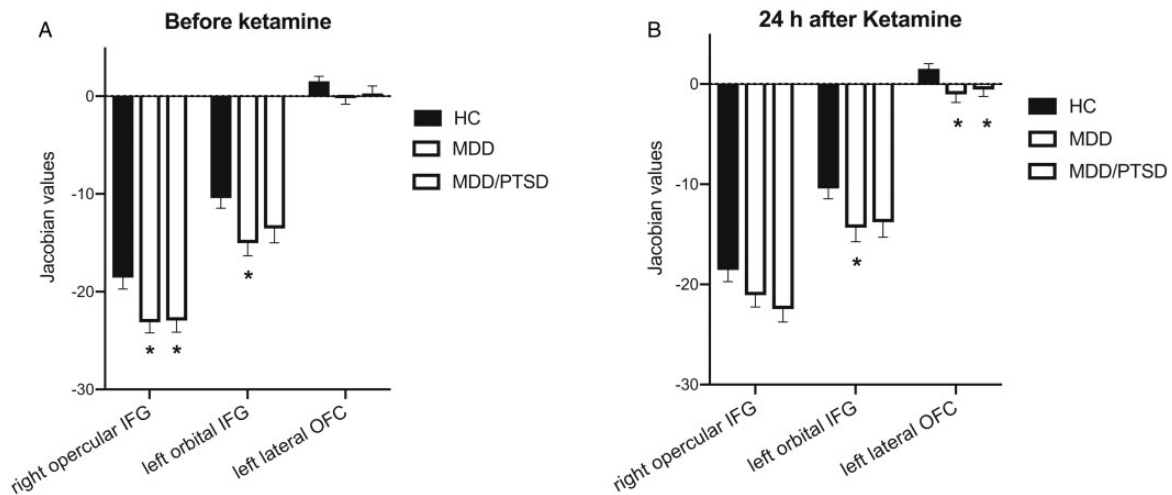 A
Before ketamine
0
-10
-20
-30
Jacobian values
*
*
*
right opercular IFG
left orbital IFG
left lateral OFC
HC
MDD
MDD/PTSD
B
24 h after Ketamine
0
-10
-20
-30
Jacobian values
*
*
*
right opercular IFG
left orbital IFG
left lateral OFC
HC
MDD
MDD/PTSD